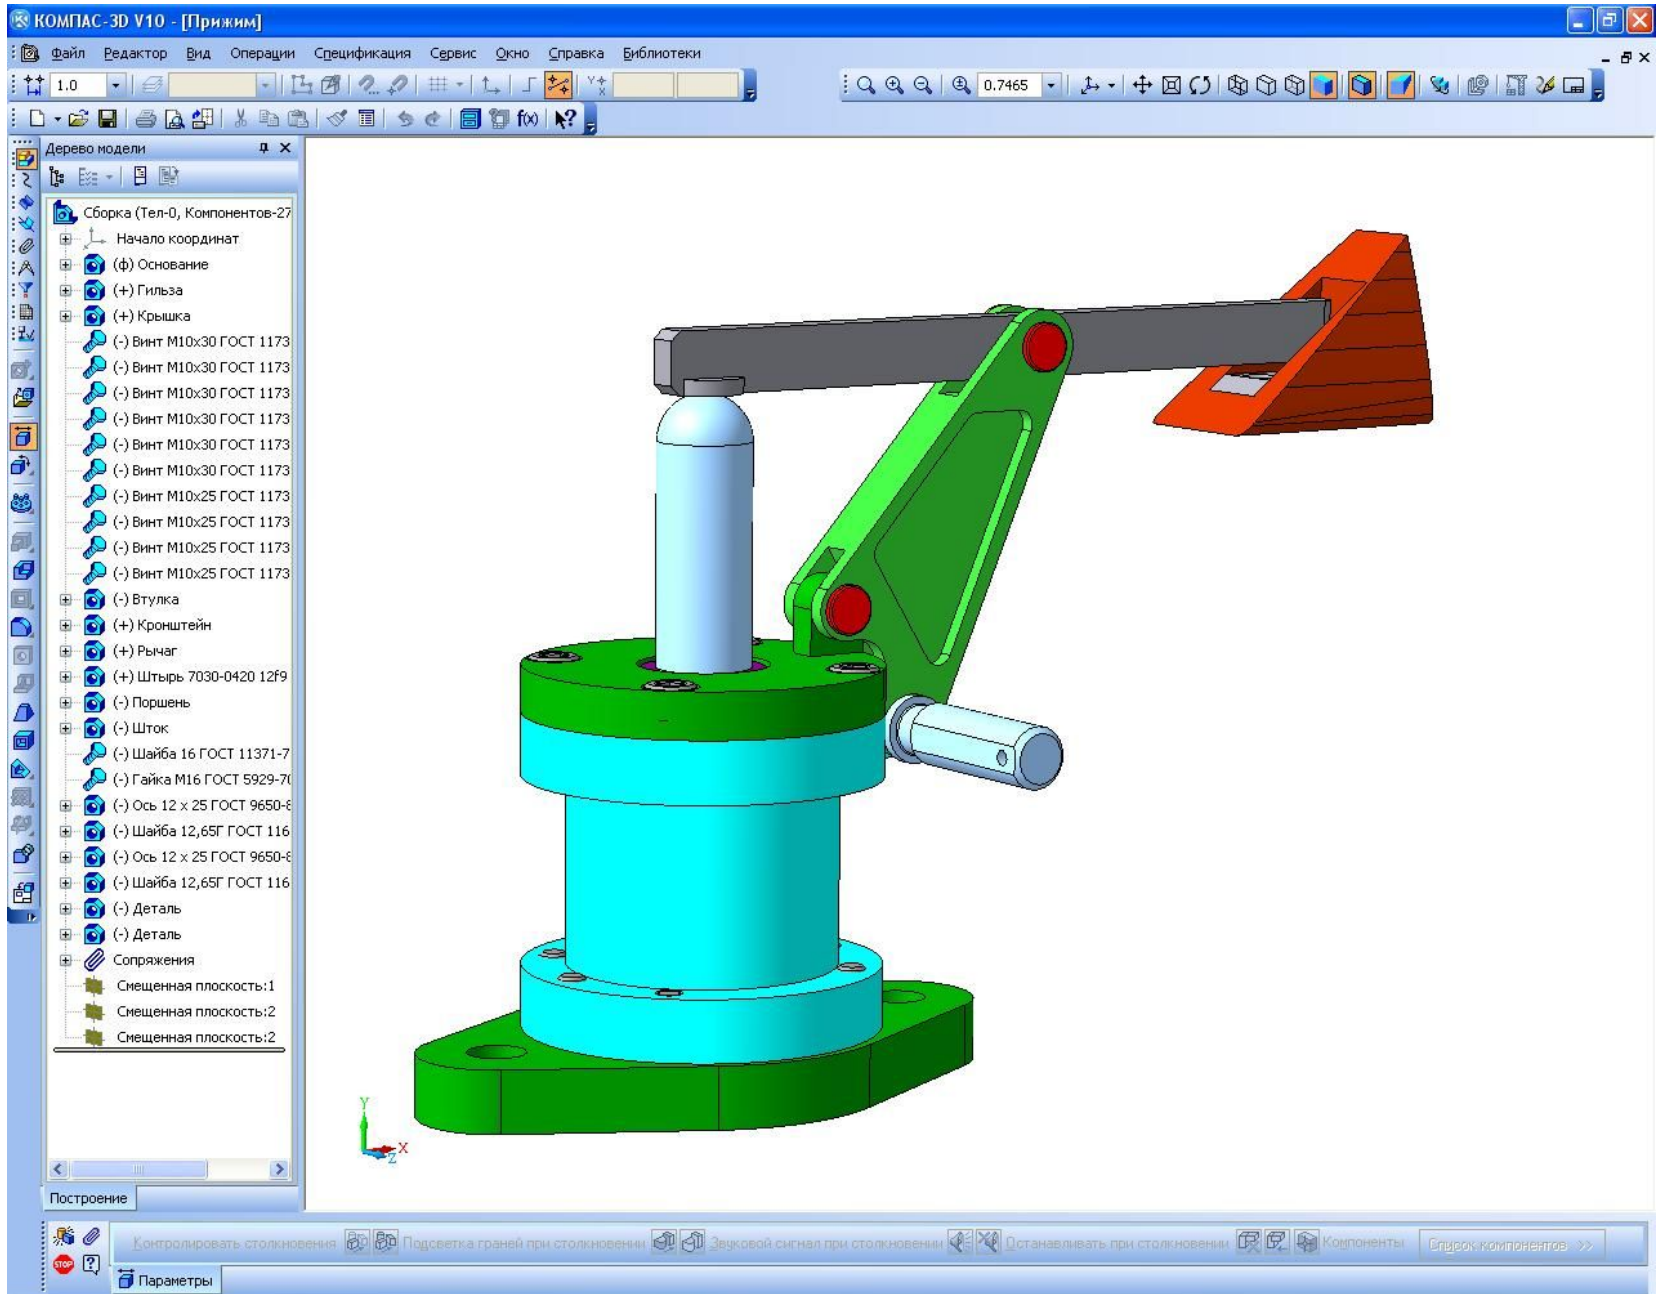 КОМПАС-3D V10 - [Прижим]
Файл Редактор Вид Операции Спецификация Сервис Окно Справка Библиотеки
1.0 0.7465
f(x)
Дерево модели
Сборка (Тел-0, Компонентов-27
Начало координат
(ф) Основание
(+) Гильза
(+) Крышка
(-) Винт М10х30 ГОСТ 1173
(-) Винт М10х30 ГОСТ 1173
(-) Винт М10х30 ГОСТ 1173
(-) Винт М10х30 ГОСТ 1173
(-) Винт М10х30 ГОСТ 1173
(-) Винт М10х30 ГОСТ 1173
(-) Винт М10х25 ГОСТ 1173
(-) Винт М10х25 ГОСТ 1173
(-) Винт М10х25 ГОСТ 1173
(-) Винт М10х25 ГОСТ 1173
(-) Втулка
(+) Кронштейн
(+) Рычаг
(+) Штырь 7030-0420 12f9
(-) Поршень
(-) Шток
(-) Шайба 16 ГОСТ 11371-7
(-) Гайка М16 ГОСТ 5929-70
(-) Ось 12 х 25 ГОСТ 9650-8
(-) Шайба 12,65Г ГОСТ 116
(-) Ось 12 х 25 ГОСТ 9650-8
(-) Шайба 12,65Г ГОСТ 116
(-) Деталь
(-) Деталь
Сопряжения
Смещенная плоскость:1
Смещенная плоскость:2
Смещенная плоскость:2
Y
X
Z
Построение
Контролировать столкновения Подсветка граней при столкновении Звуковой сигнал при столкновении Останавливать при столкновении Компоненты Список компонентов >>
STOP
Параметры